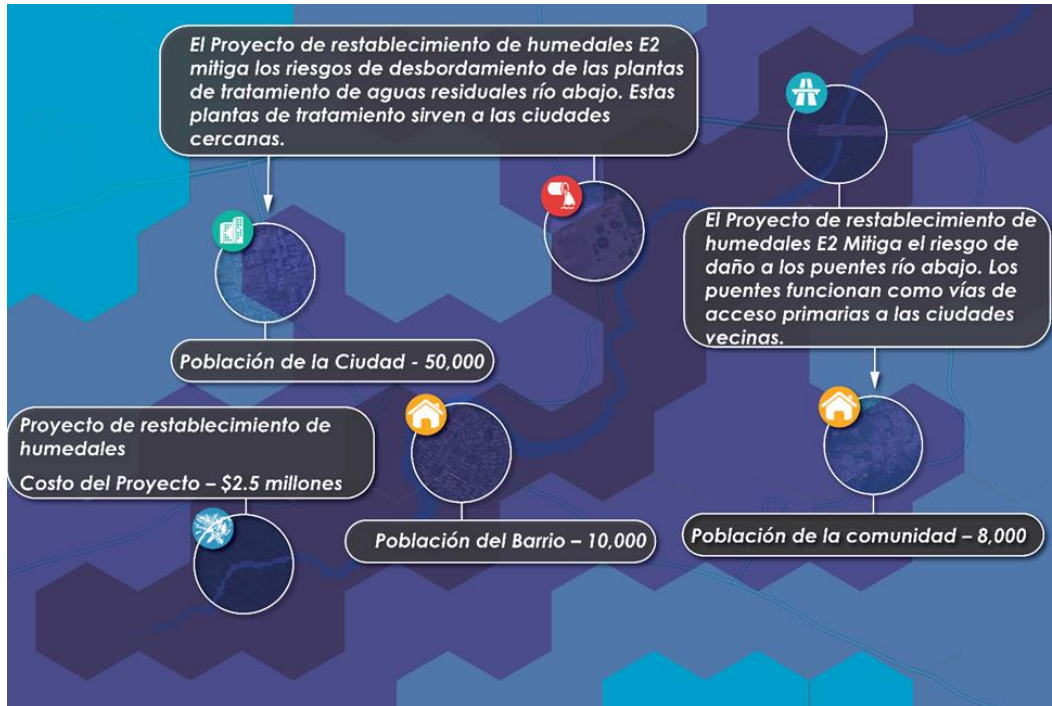 El Proyecto de restablecimiento de humedales E2
mitiga los riesgos de desbordamiento de las plantas
de tratamiento de aguas residuales río abajo. Estas
plantas de tratamiento sirven a las ciudades
cercanas.
El Proyecto de restablecimiento de
humedales E2 Mitiga el riesgo de
daño a los puentes río abajo. Los
puentes funcionan como vías de
acceso primarias a las ciudades
vecinas.
Población de la Ciudad - 50,000
Proyecto de restablecimiento de
humedales
Costo del Proyecto – $2.5 millones
Población del Barrio – 10,000
Población de la comunidad – 8,000